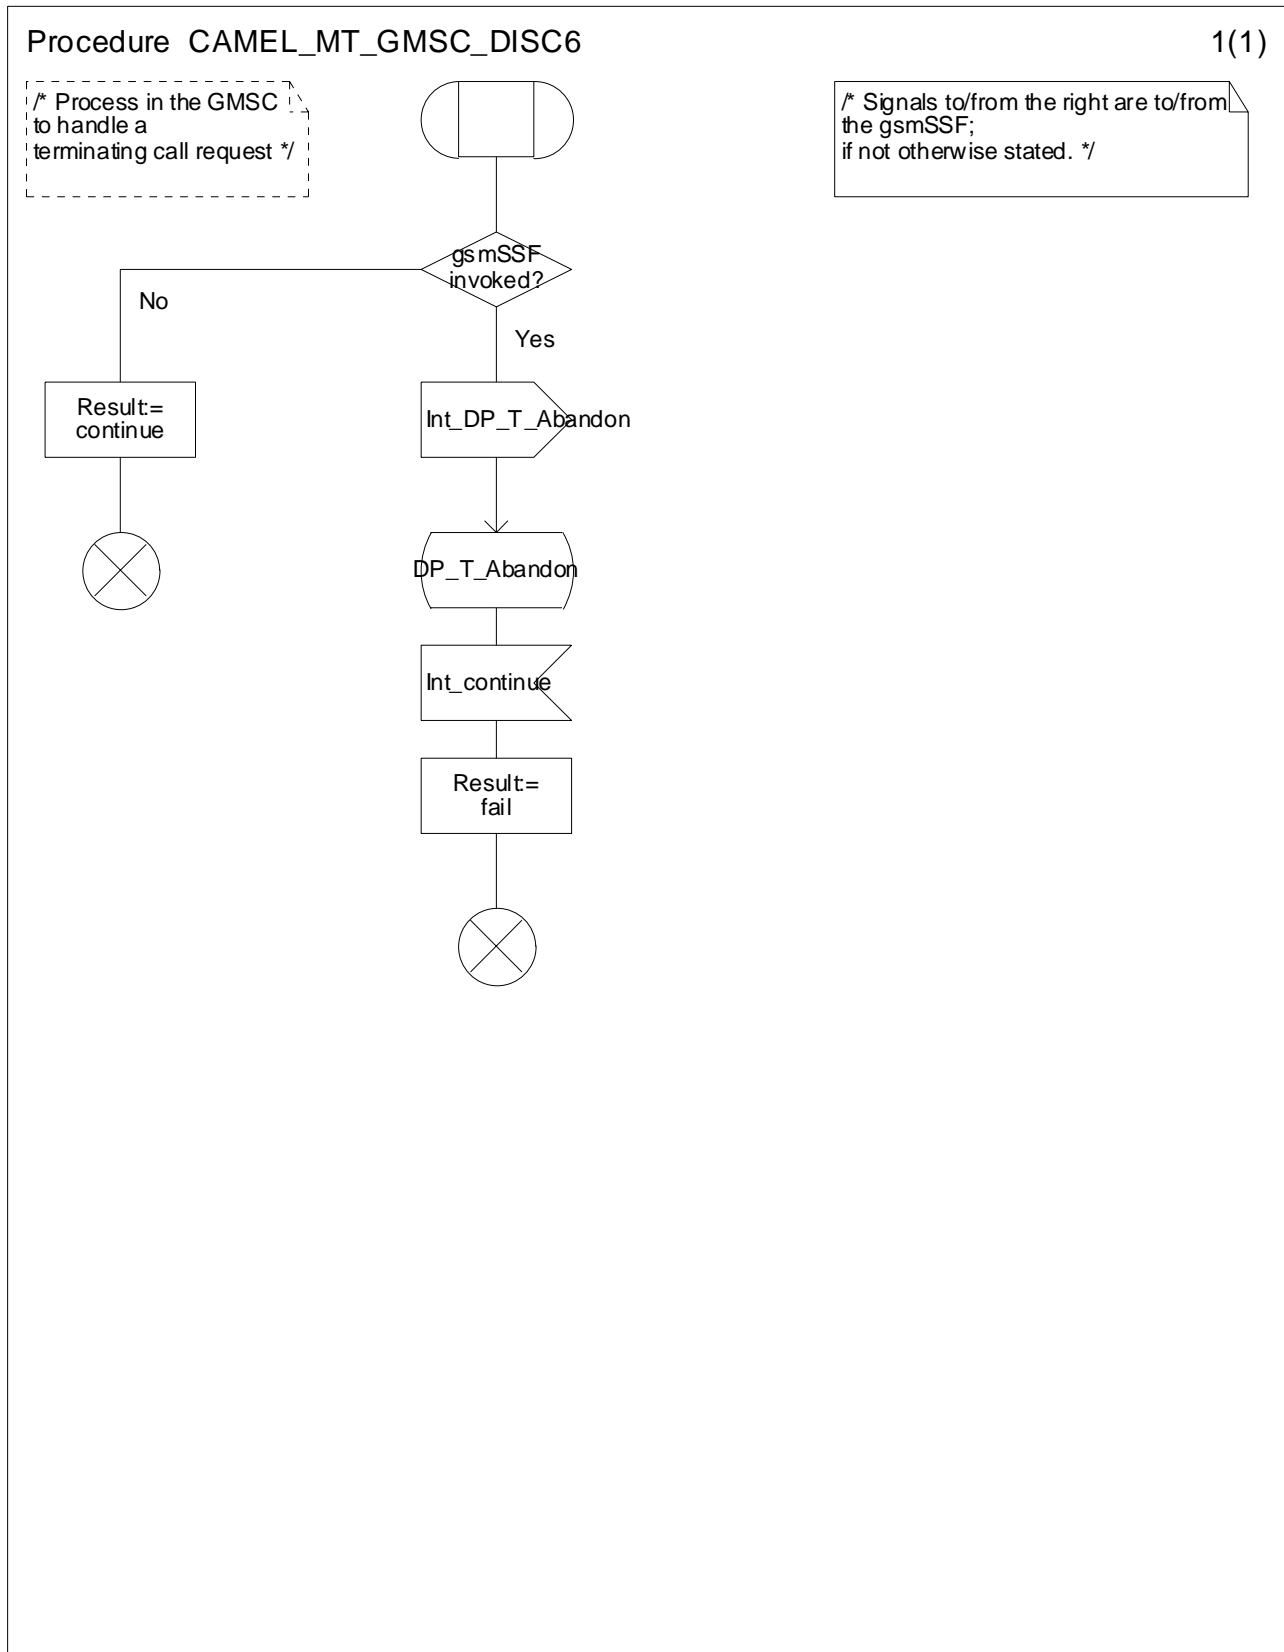 Procedure CAMEL_MT_GMSC_DISC6
1(1)
/* Process in the GMSC
to handle a
terminating call request */
/* Signals to/from the right are to/from
the gsmSSF;
if not otherwise stated. */
gsmSSF
invoked?
No
Yes
Result:=
continue
Int_DP_T_Abandon
DP_T_Abandon
Int_continue
Result:=
fail